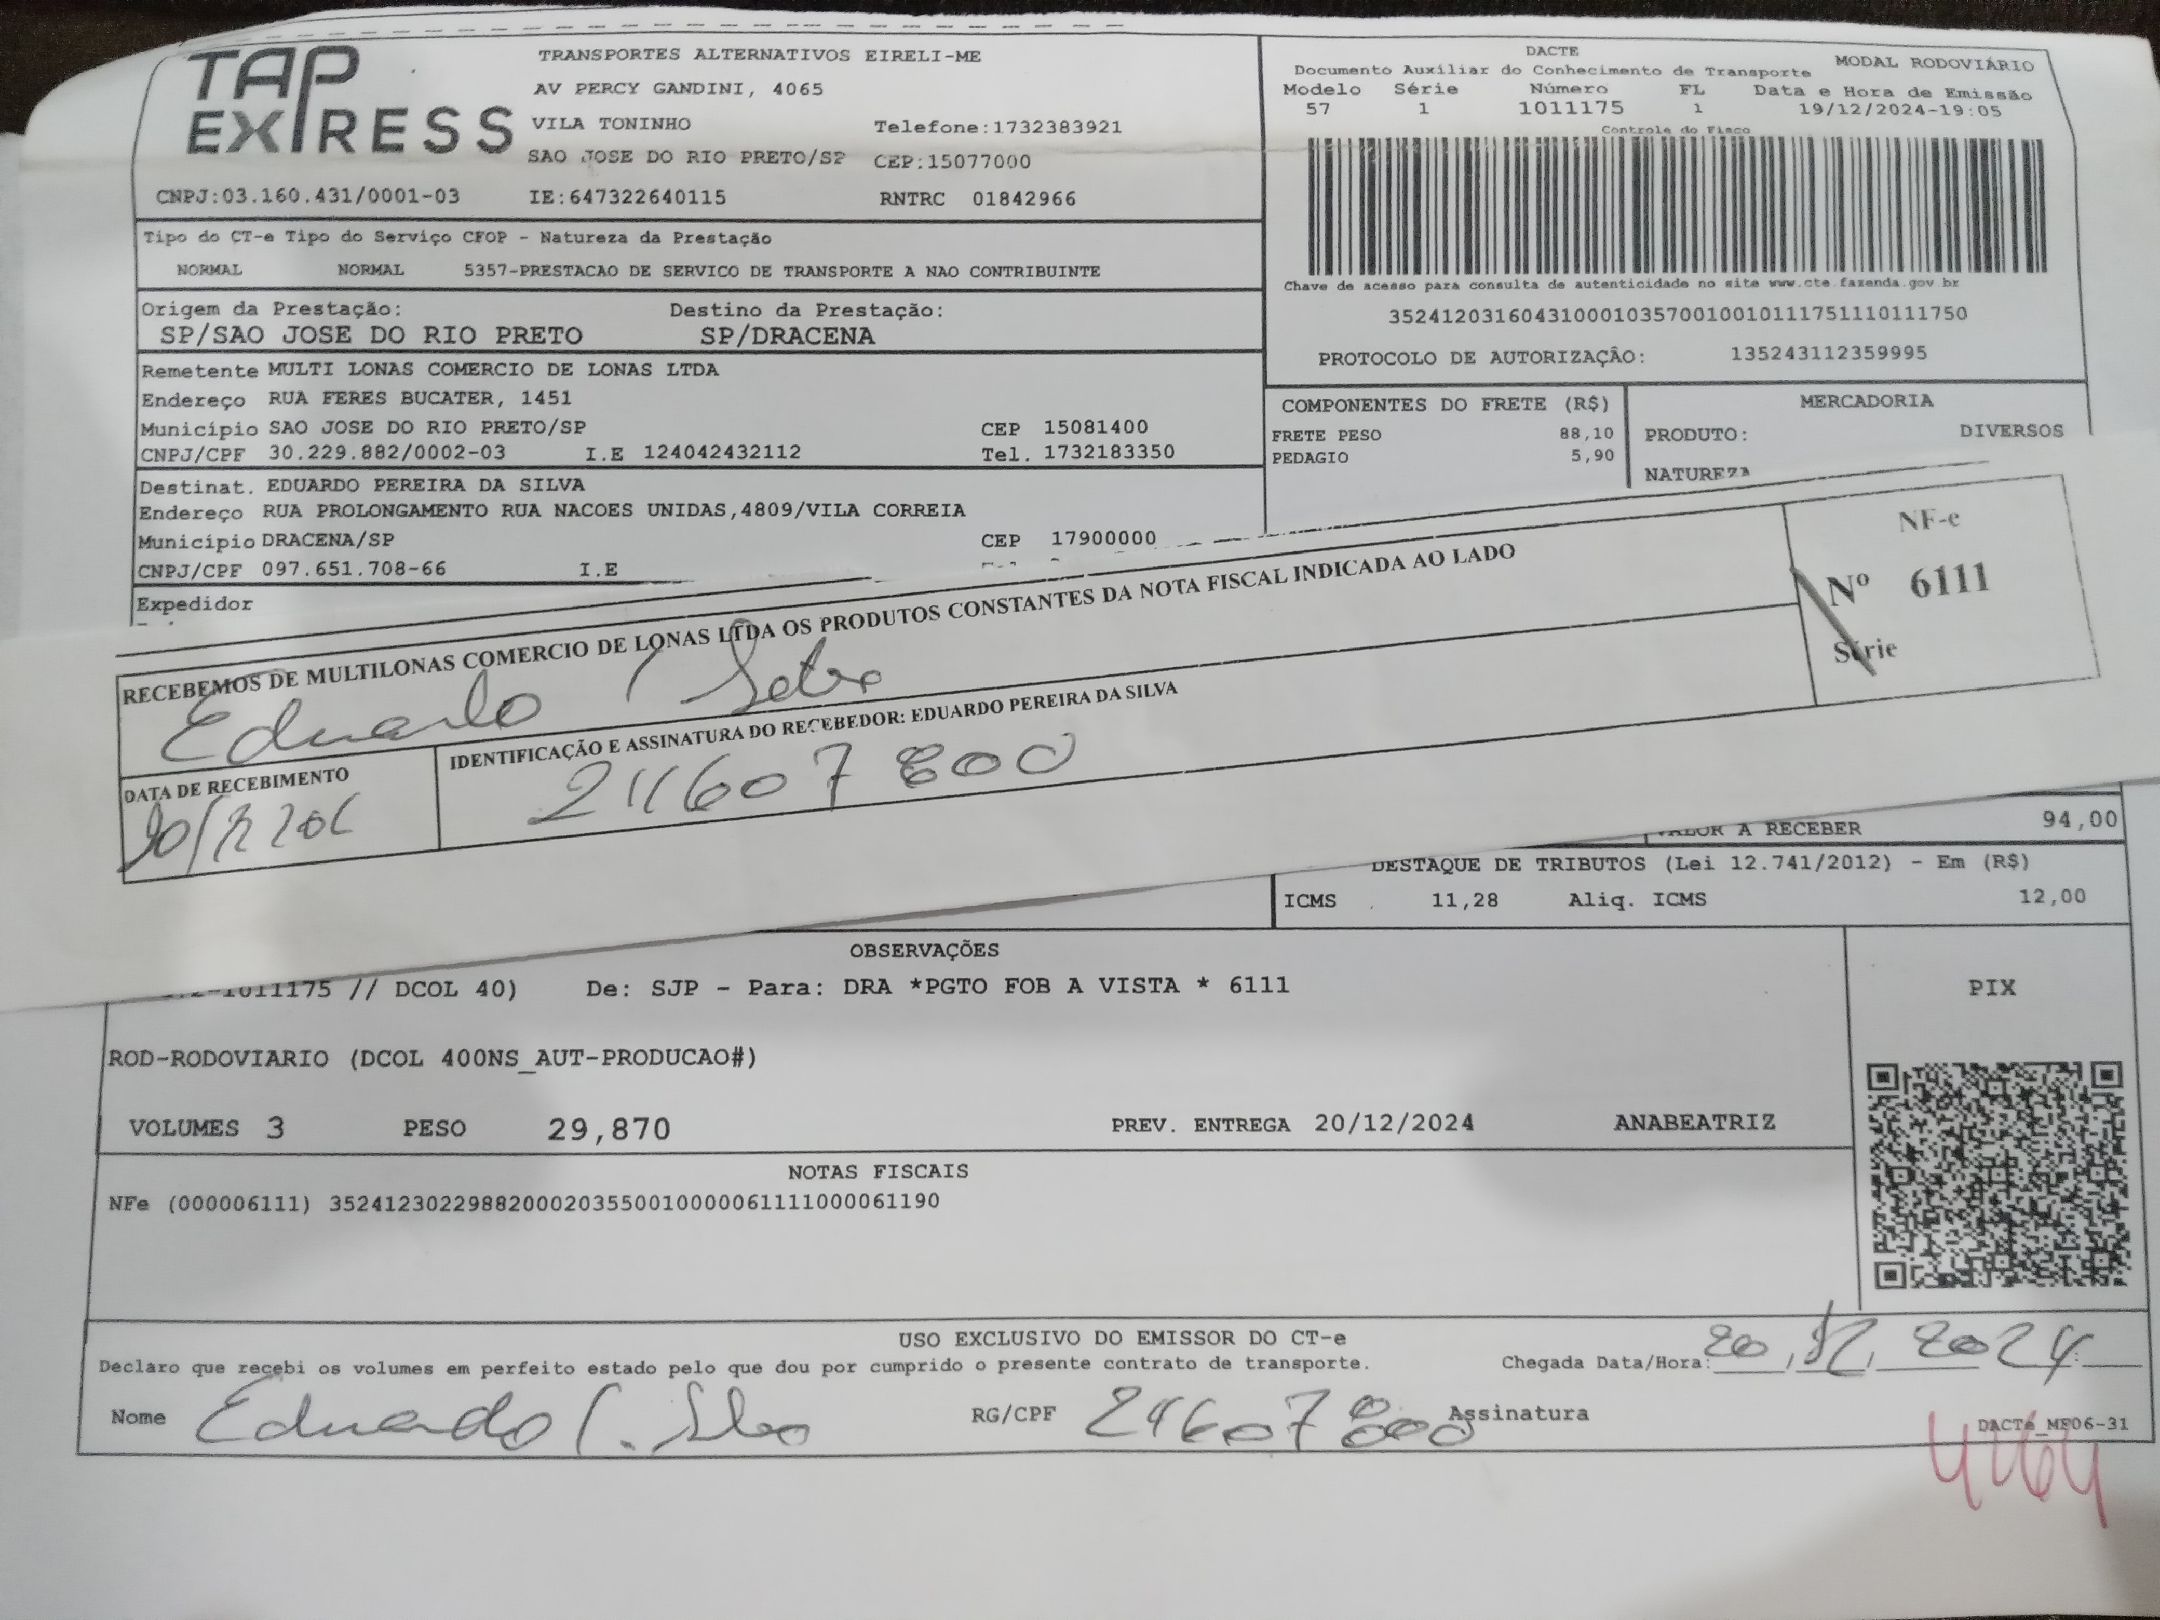 TAP EXPRESS
TRANSPORTES ALTERNATIVOS EIRELI-ME
AV PERCY GANDINI, 4065
VILA TONINHO Telefone:1732383921
SAO JOSE DO RIO PRETO/SP CEP:15077000
CNPJ:03.160.431/0001-03 IE:647322640115 RNTRC 01842966
DACTE MODAL RODOVIÁRIO
Documento Auxiliar do Conhecimento de Transporte
Modelo Série Número FL Data e Hora de Emissão
57 1 1011175 1 19/12/2024-19:05
Controle do Fisco
Chave de acesso para consulta de autenticidade no site www.cte.fazenda.gov.br
35241203160431000103570010010111751110111750
PROTOCOLO DE AUTORIZAÇÃO: 135243112359995
Tipo do CT-e Tipo do Serviço CFOP - Natureza da Prestação
NORMAL NORMAL 5357-PRESTACAO DE SERVICO DE TRANSPORTE A NAO CONTRIBUINTE
Origem da Prestação: Destino da Prestação:
SP/SAO JOSE DO RIO PRETO SP/DRACENA
Remetente MULTI LONAS COMERCIO DE LONAS LTDA
Endereço RUA FERES BUCATER, 1451
Município SAO JOSE DO RIO PRETO/SP CEP 15081400
CNPJ/CPF 30.229.882/0002-03 I.E 124042432112 Tel. 1732183350
COMPONENTES DO FRETE (R$)
FRETE PESO 88,10
PEDAGIO 5,90
MERCADORIA
PRODUTO: DIVERSOS
NATUREZA
Destinat. EDUARDO PEREIRA DA SILVA
Endereço RUA PROLONGAMENTO RUA NACOES UNIDAS,4809/VILA CORREIA
Município DRACENA/SP CEP 17900000
CNPJ/CPF 097.651.708-66 I.E
Expedidor
RECEBEMOS DE MULTILONAS COMERCIO DE LONAS LTDA OS PRODUTOS CONSTANTES DA NOTA FISCAL INDICADA AO LADO
NF-e
Nº 6111
Série
Eduardo
DATA DE RECEBIMENTO
IDENTIFICAÇÃO E ASSINATURA DO RECEBEDOR: EDUARDO PEREIRA DA SILVA
24607800
VALOR A RECEBER 94,00
DESTAQUE DE TRIBUTOS (Lei 12.741/2012) - Em (R$)
ICMS 11,28 Aliq. ICMS 12,00
OBSERVAÇÕES
1011175 // DCOL 40) De: SJP - Para: DRA *PGTO FOB A VISTA * 6111
PIX
ROD-RODOVIARIO (DCOL 400NS_AUT-PRODUCAO#)
VOLUMES 3 PESO 29,870 PREV. ENTREGA 20/12/2024 ANABEATRIZ
NOTAS FISCAIS
NFe (000006111) 35241230229882000203550010000061111000061190
USO EXCLUSIVO DO EMISSOR DO CT-e
Declaro que recebi os volumes em perfeito estado pelo que dou por cumprido o presente contrato de transporte. Chegada Data/Hora: 20/12/2024
Nome Eduardo RG/CPF 24607800 Assinatura
DACTe_MF06-31